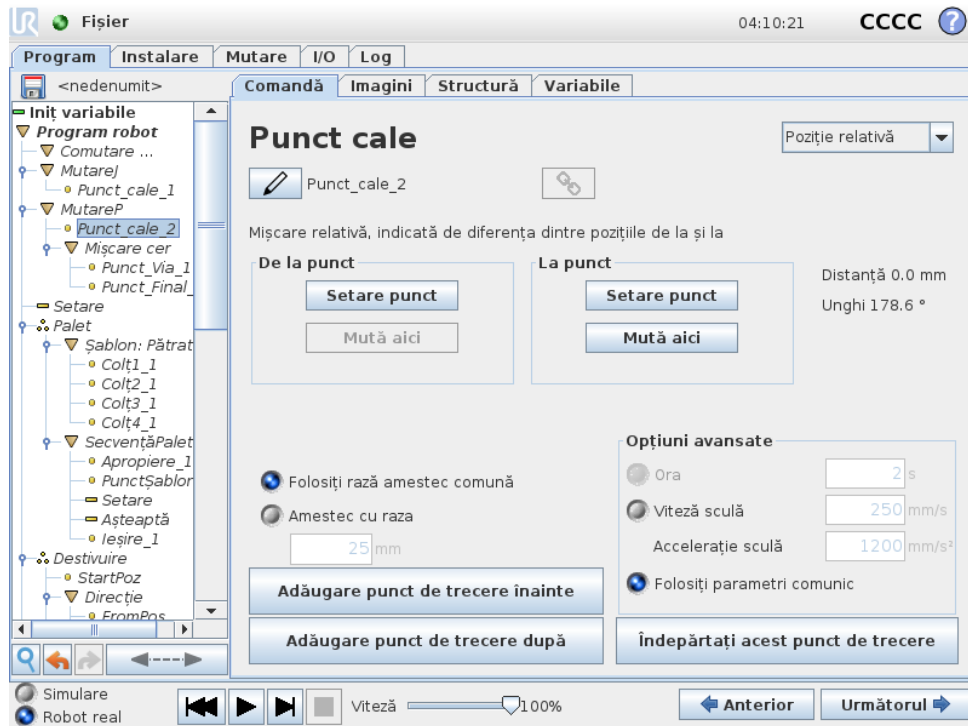 Fișier
04:10:21
CCCC
?
Program
Instalare
Mutare
I/O
Log
<nedenumit>
Comandă
Imagini
Structură
Variabile
Iniț variabile
Program robot
Comutare ...
MutareJ
Punct_cale_1
MutareP
Punct_cale_2
Mișcare cer
Punct_Via_1
Punct_Final_
Setare
Palet
Șablon: Pătrat
Colț1_1
Colț2_1
Colț3_1
Colț4_1
SecvențăPalet
Apropiere_1
PunctȘablor
Setare
Așteaptă
Ieșire_1
Destivuire
StartPoz
Direcție
FromPos
Punct cale
Poziție relativă
Punct_cale_2
Mișcare relativă, indicată de diferența dintre pozițiile de la și la
De la punct
Setare punct
Mută aici
La punct
Setare punct
Mută aici
Distanță 0.0 mm
Unghi 178.6 °
Folosiți rază amestec comună
Amestec cu raza
25 mm
Opțiuni avansate
Ora
2 s
Viteză sculă
250 mm/s
Accelerație sculă
1200 mm/s²
Folosiți parametri comunic
Adăugare punct de trecere înainte
Adăugare punct de trecere după
Îndepărtați acest punct de trecere
Simulare
Robot real
Viteză
100%
Anterior
Următorul